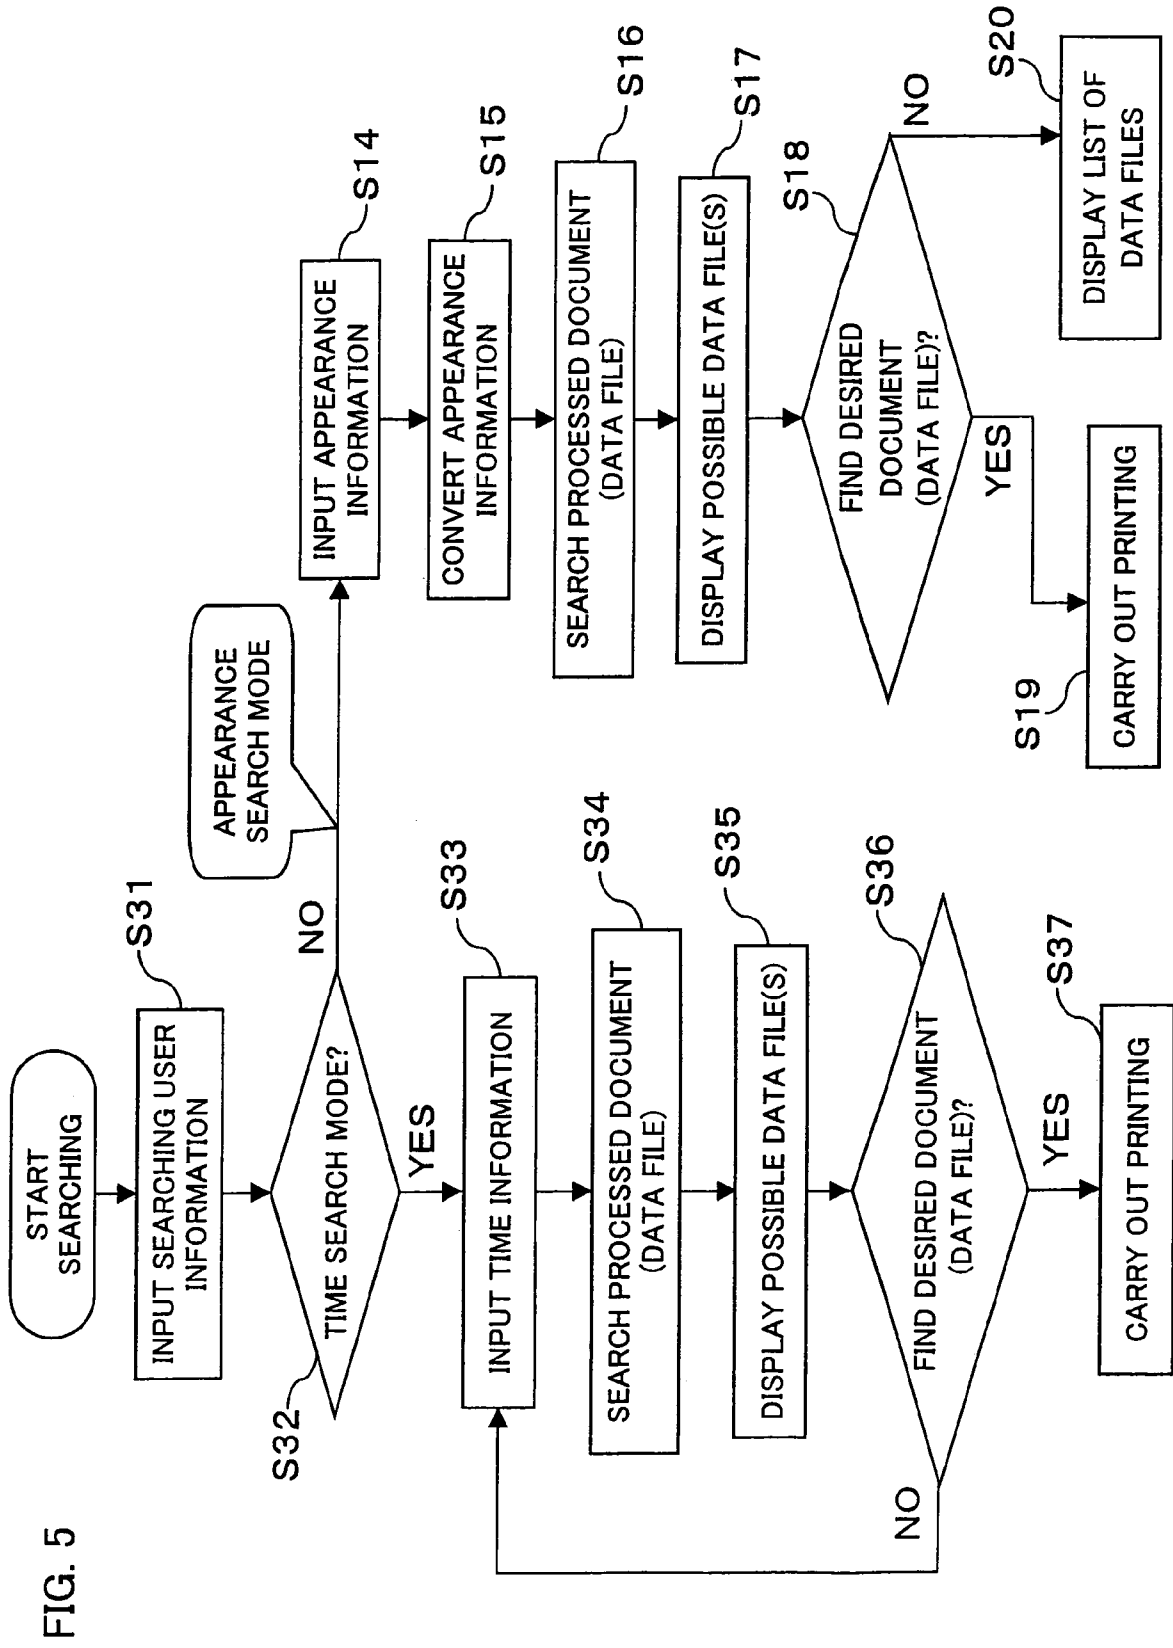 FIG. 5
START
SEARCHING
INPUT SEARCHING USER
INFORMATION
S31
TIME SEARCH MODE?
S32
NO
YES
APPEARANCE
SEARCH MODE
INPUT TIME INFORMATION
S33
SEARCH PROCESSED DOCUMENT
(DATA FILE)
S34
DISPLAY POSSIBLE DATA FILE(S)
S35
FIND DESIRED DOCUMENT
(DATA FILE)?
S36
NO
YES
CARRY OUT PRINTING
S37
INPUT APPEARANCE
INFORMATION
S14
CONVERT APPEARANCE
INFORMATION
S15
SEARCH PROCESSED DOCUMENT
(DATA FILE)
S16
DISPLAY POSSIBLE DATA FILE(S)
S17
FIND DESIRED
DOCUMENT
(DATA FILE)?
S18
NO
YES
CARRY OUT PRINTING
S19
DISPLAY LIST OF
DATA FILES
S20